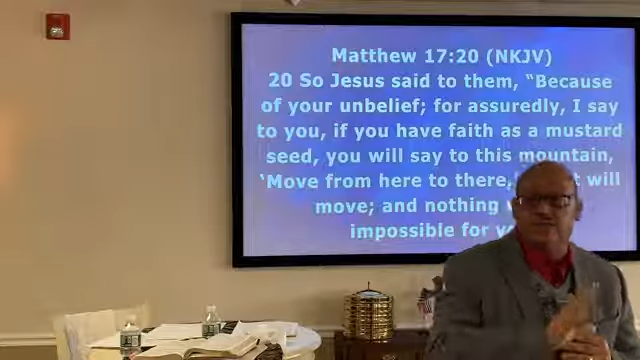 Matthew 17:20 (NKJV)
20 So Jesus said to them, “Because
of your unbelief; for assuredly, I say
to you, if you have faith as a mustard
seed, you will say to this mountain,
‘Move from here to there, will
move; and nothing
impossible for